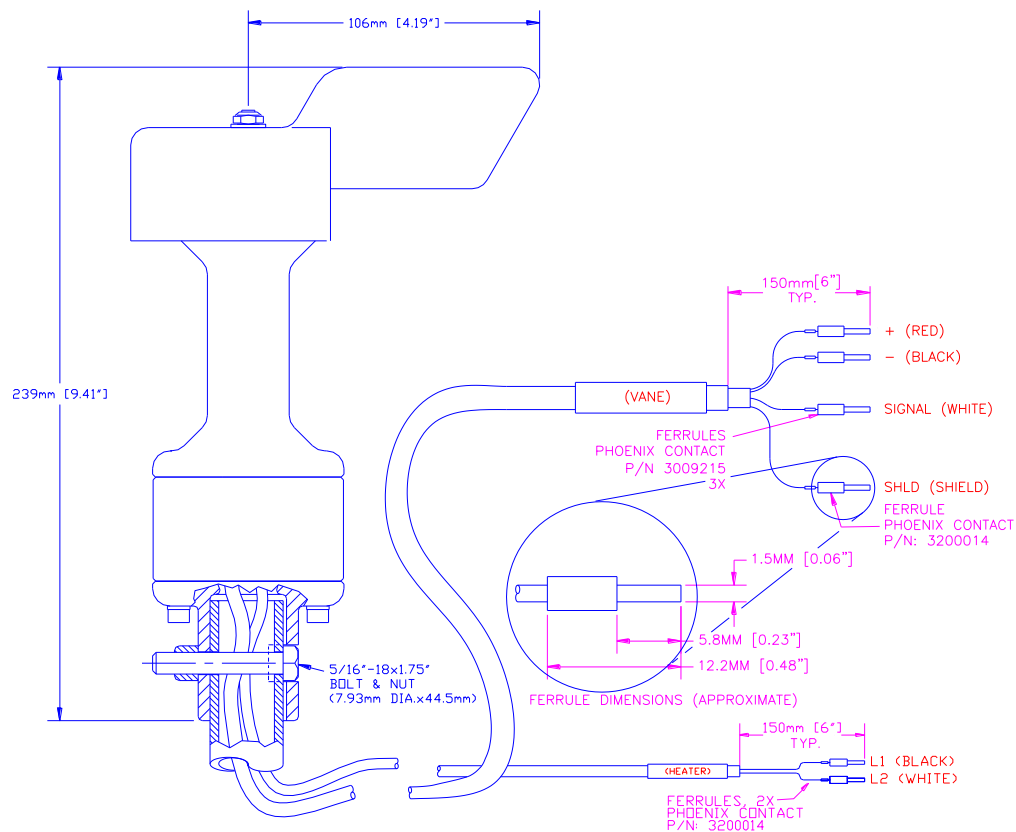 106mm [4.19"]
239mm [9.41"]
150mm[6"]
TYP.
+ (RED)
- (BLACK)
(VANE)
SIGNAL (WHITE)
FERRULES
PHOENIX CONTACT
P/N 3009215
3X
SHLD (SHIELD)
FERRULE
PHOENIX CONTACT
P/N: 3200014
1.5MM [0.06"]
5.8MM [0.23"]
12.2MM [0.48"]
FERRULE DIMENSIONS (APPROXIMATE)
5/16"-18x1.75"
BOLT & NUT
(7.93mm DIA.x44.5mm)
150mm [6"]
TYP.
(HEATER)
L1 (BLACK)
L2 (WHITE)
FERRULES, 2X
PHOENIX CONTACT
P/N: 3200014